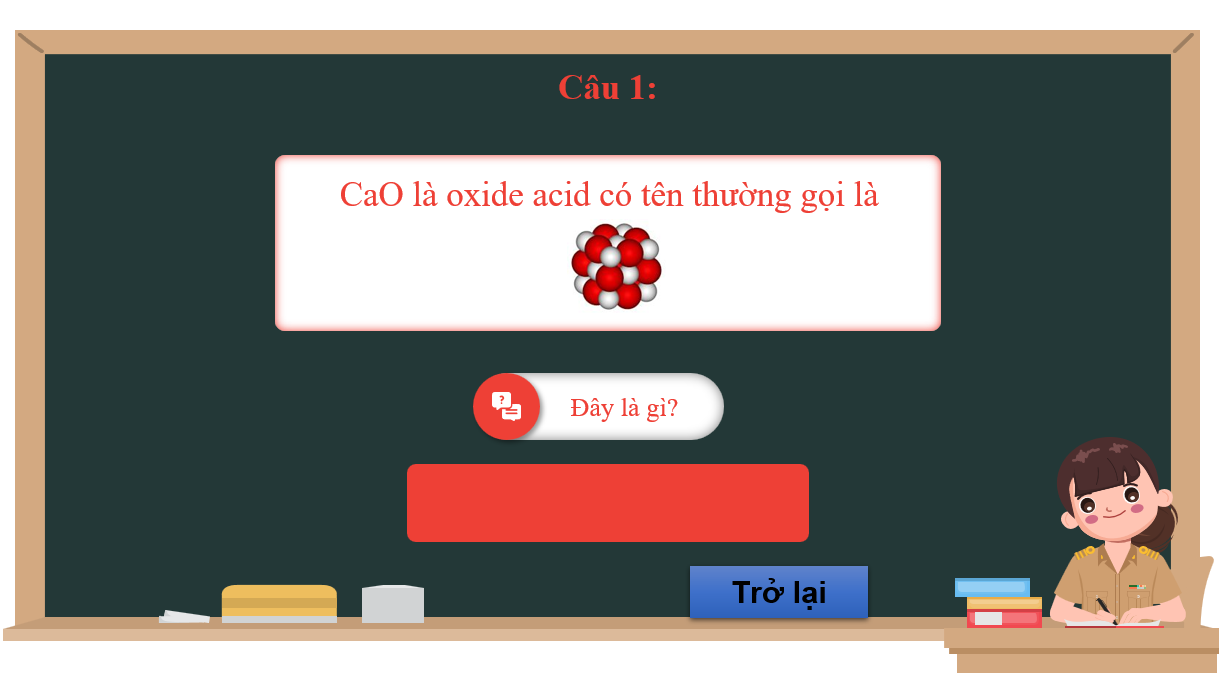 Câu 1:
CaO là oxide acid có tên thường gọi là
?
Đây là gì?
Trở lại